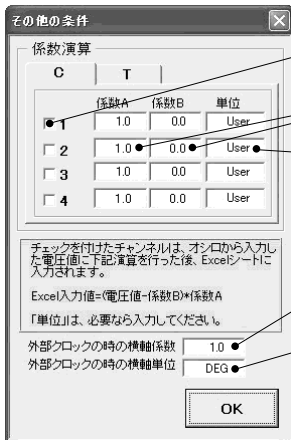 その他の条件
係数演算
C T
係数A 係数B 単位
1 1.0 0.0 User
2 1.0 0.0 User
3 1.0 0.0 User
4 1.0 0.0 User
チェックを付けたチャンネルは、オシロから入力し
た電圧値に下記演算を行った後、Excelシートに
入力されます。
Excel入力値=(電圧値-係数B)*係数A
「単位」は、必要なら入力してください。
外部クロックの時の横軸係数 1.0
外部クロックの時の横軸単位 DEG
OK